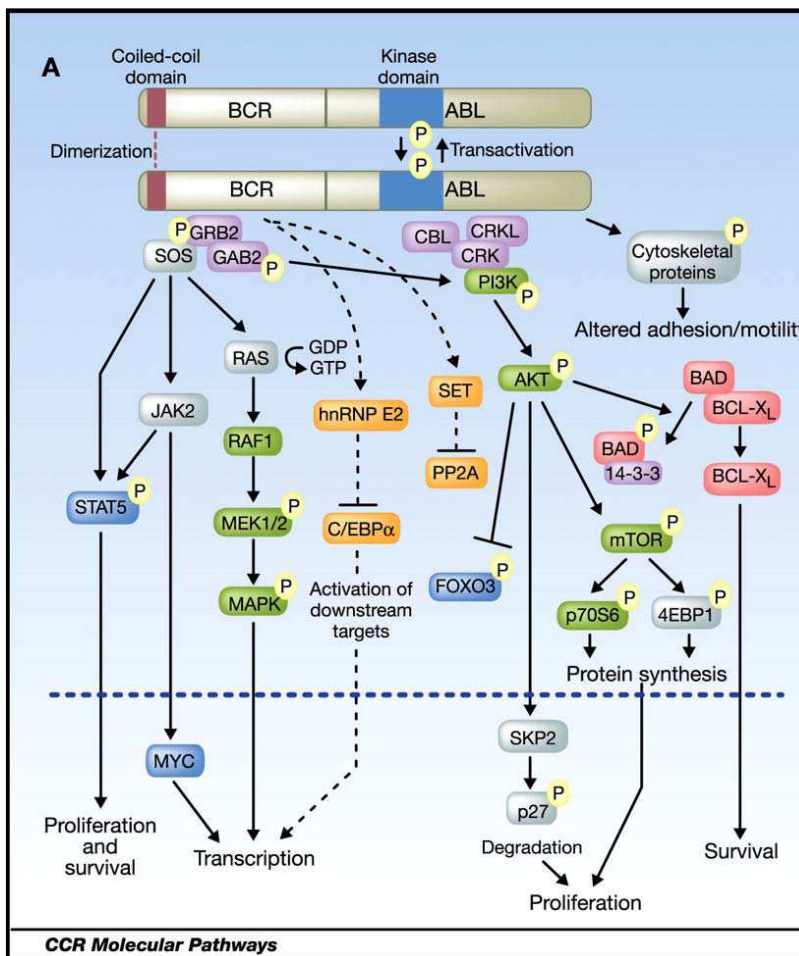 A
Coiled-coil
domain
Kinase
domain
BCR
ABL
P
Dimerization
P
Transactivation
BCR
ABL
P
GRB2
SOS
GAB2
P
CBL
CRKL
CRK
PI3K
P
P
Cytoskeletal
proteins
Altered adhesion/motility
RAS
GDP
GTP
SET
AKT
P
BAD
BCL-XL
JAK2
hnRNP E2
RAF1
PP2A
P
BAD
14-3-3
BCL-XL
STAT5
P
MEK1/2
P
C/EBPα
mTOR
P
MAPK
P
Activation of
downstream
targets
FOXO3
P
p70S6
P
4EBP1
P
Protein synthesis
SKP2
MYC
p27
P
Proliferation
and
survival
Transcription
Degradation
Survival
Proliferation
CCR Molecular Pathways